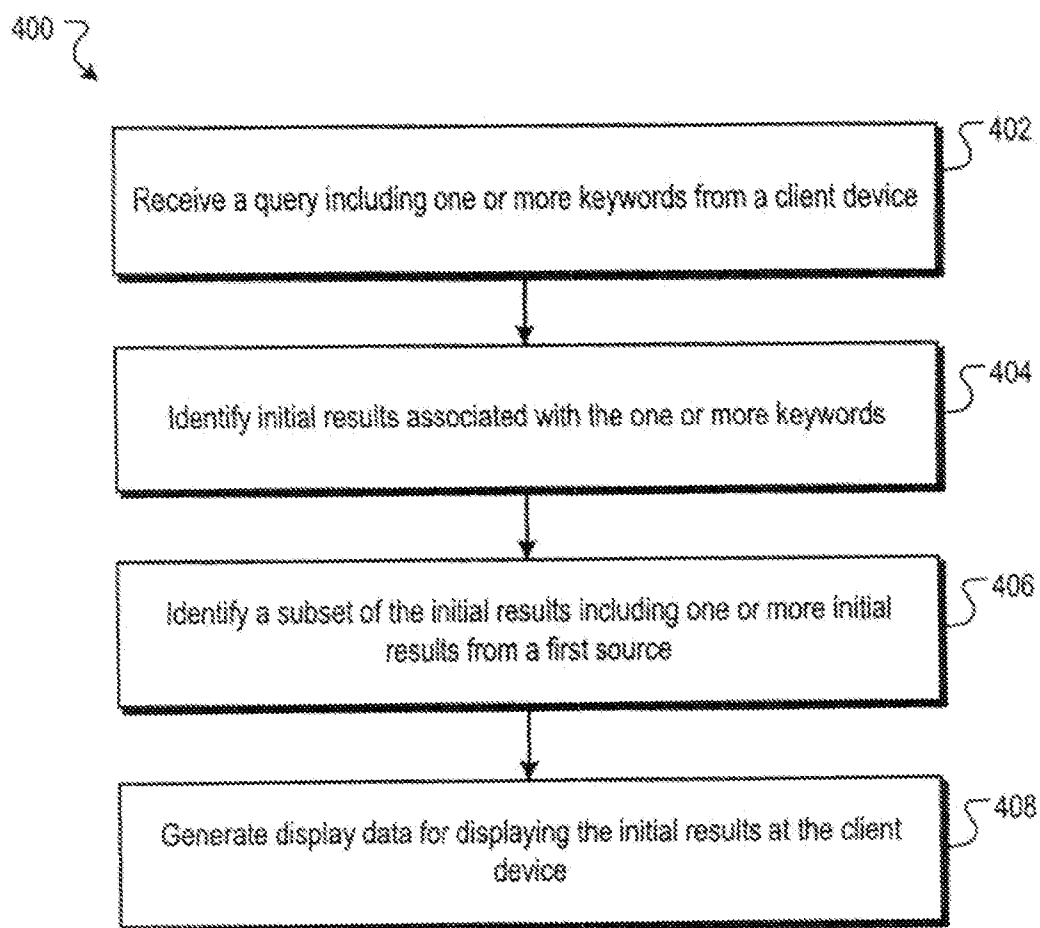 400
402
Receive a query including one or more keywords from a client device
404
Identify initial results associated with the one or more keywords
406
Identify a subset of the initial results including one or more initial
results from a first source
408
Generate display data for displaying the initial results at the client
device